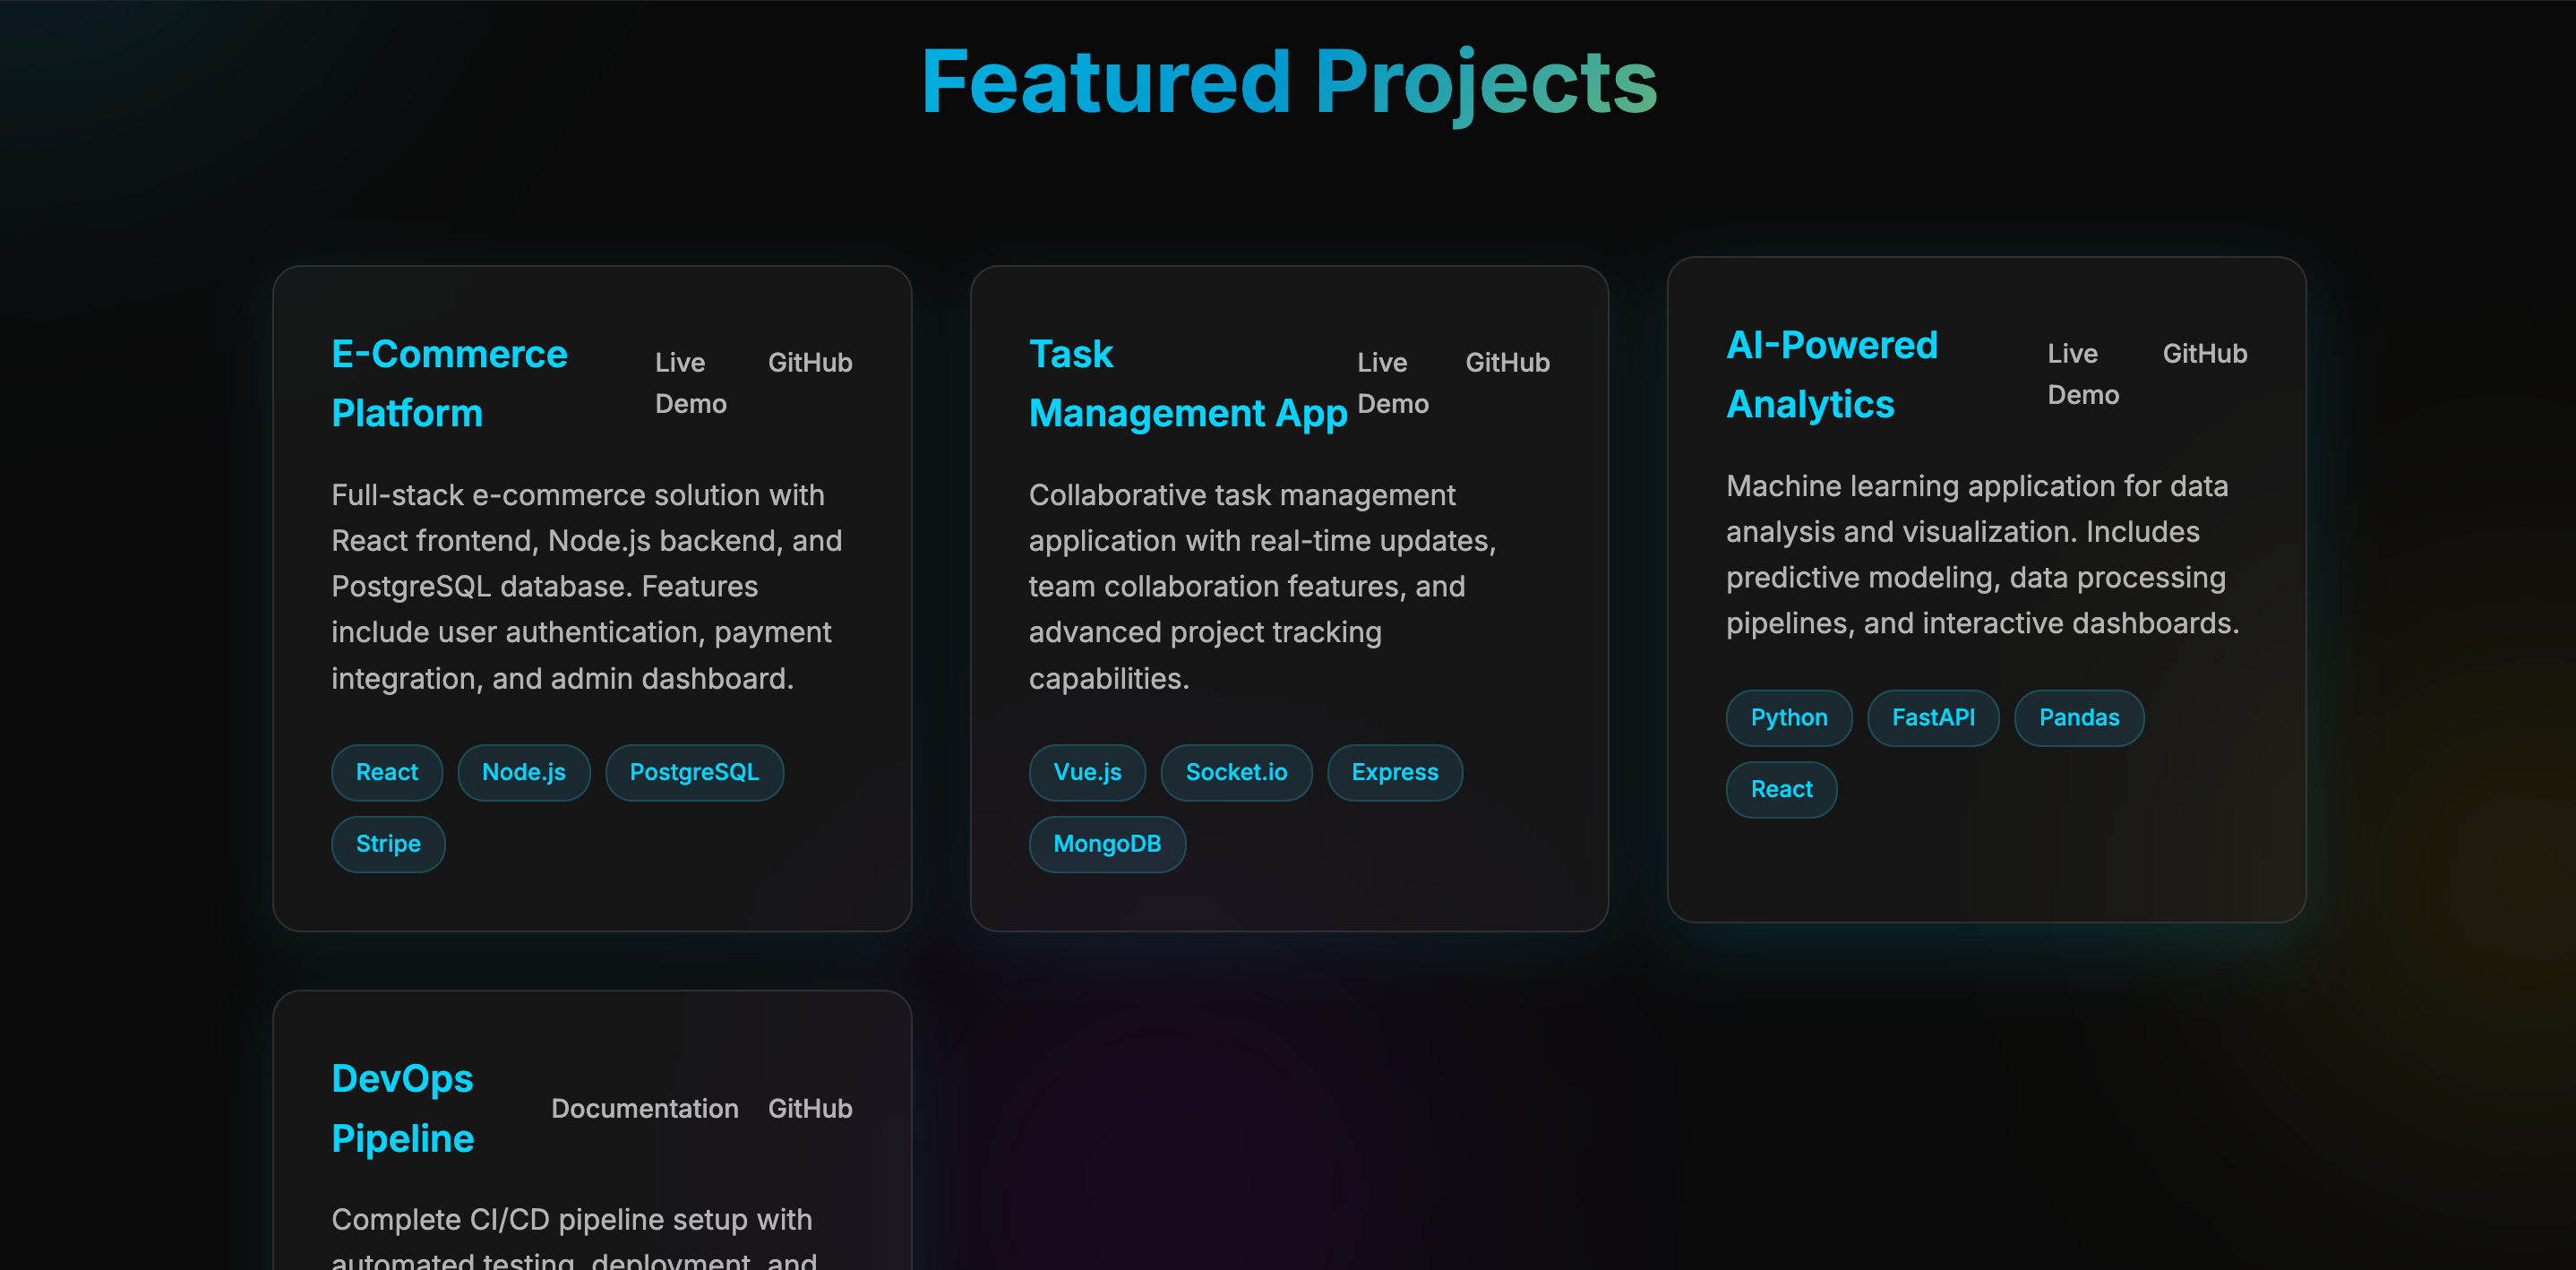 Featured Projects
E-Commerce
Platform
Live
Demo
GitHub
Full-stack e-commerce solution with
React frontend, Node.js backend, and
PostgreSQL database. Features
include user authentication, payment
integration, and admin dashboard.
React
Node.js
PostgreSQL
Stripe
Task
Management App
Live
Demo
GitHub
Collaborative task management
application with real-time updates,
team collaboration features, and
advanced project tracking
capabilities.
Vue.js
Socket.io
Express
MongoDB
AI-Powered
Analytics
Live
Demo
GitHub
Machine learning application for data
analysis and visualization. Includes
predictive modeling, data processing
pipelines, and interactive dashboards.
Python
FastAPI
Pandas
React
DevOps
Pipeline
Documentation
GitHub
Complete CI/CD pipeline setup with
automated testing, deployment, and